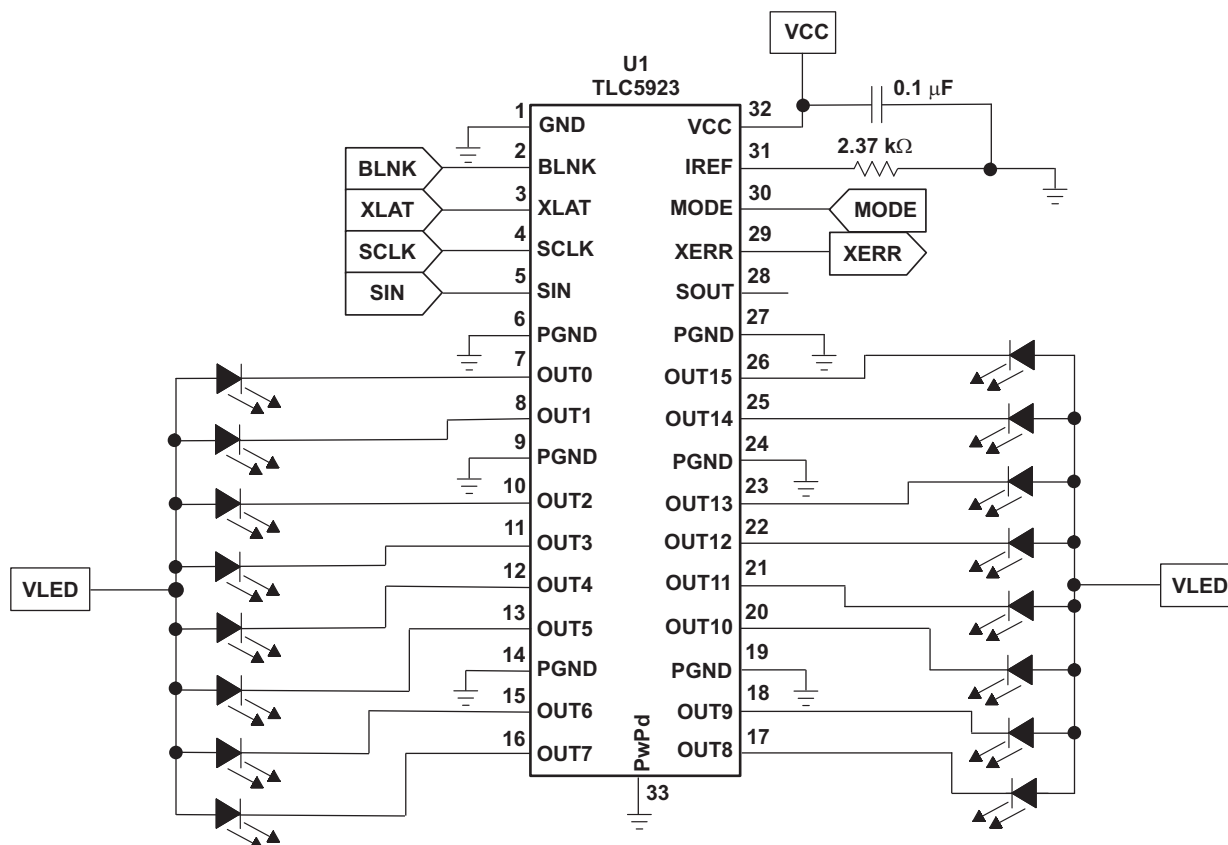 VCC
U1
TLC5923
0.1 μF
1 GND VCC 32
2.37 kΩ
BLNK 2 BLNK IREF 31
XLAT 3 XLAT MODE 30 MODE
SCLK 4 SCLK XERR 29 XERR
SIN 5 SIN SOUT 28
6 PGND PGND 27
7 OUT0 OUT15 26
8 OUT1 OUT14 25
9 PGND PGND 24
10 OUT2 OUT13 23
11 OUT3 OUT12 22
VLED 12 OUT4 OUT11 21 VLED
13 OUT5 OUT10 20
14 PGND PGND 19
15 OUT6 OUT9 18
16 OUT7 OUT8 17
PwPd
33